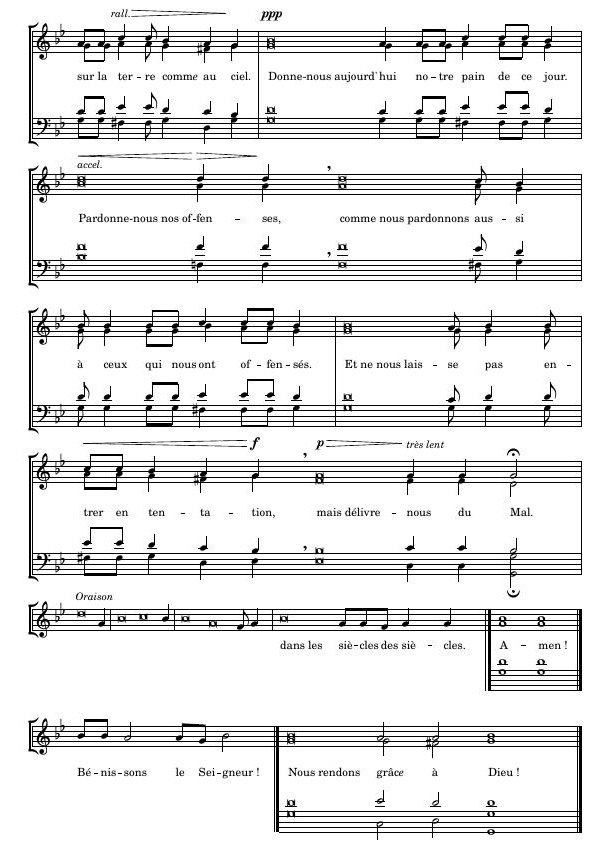 rall. ppp
sur la ter – re comme au ciel. Donne-nous aujourd'hui no – tre pain de ce jour.
accel.
Pardonne-nous nos of-fen – ses, comme nous pardonnons aus – si
à ceux qui nous ont of – fen – sés. Et ne nous lais – se pas en –
f p très lent
trer en ten – ta – tion, mais délivre – nous du Mal.
Oraison
dans les siè – cles des siè – cles. A – men !
Bé – nis – sons le Sei – gneur ! Nous rendons grâce à Dieu !